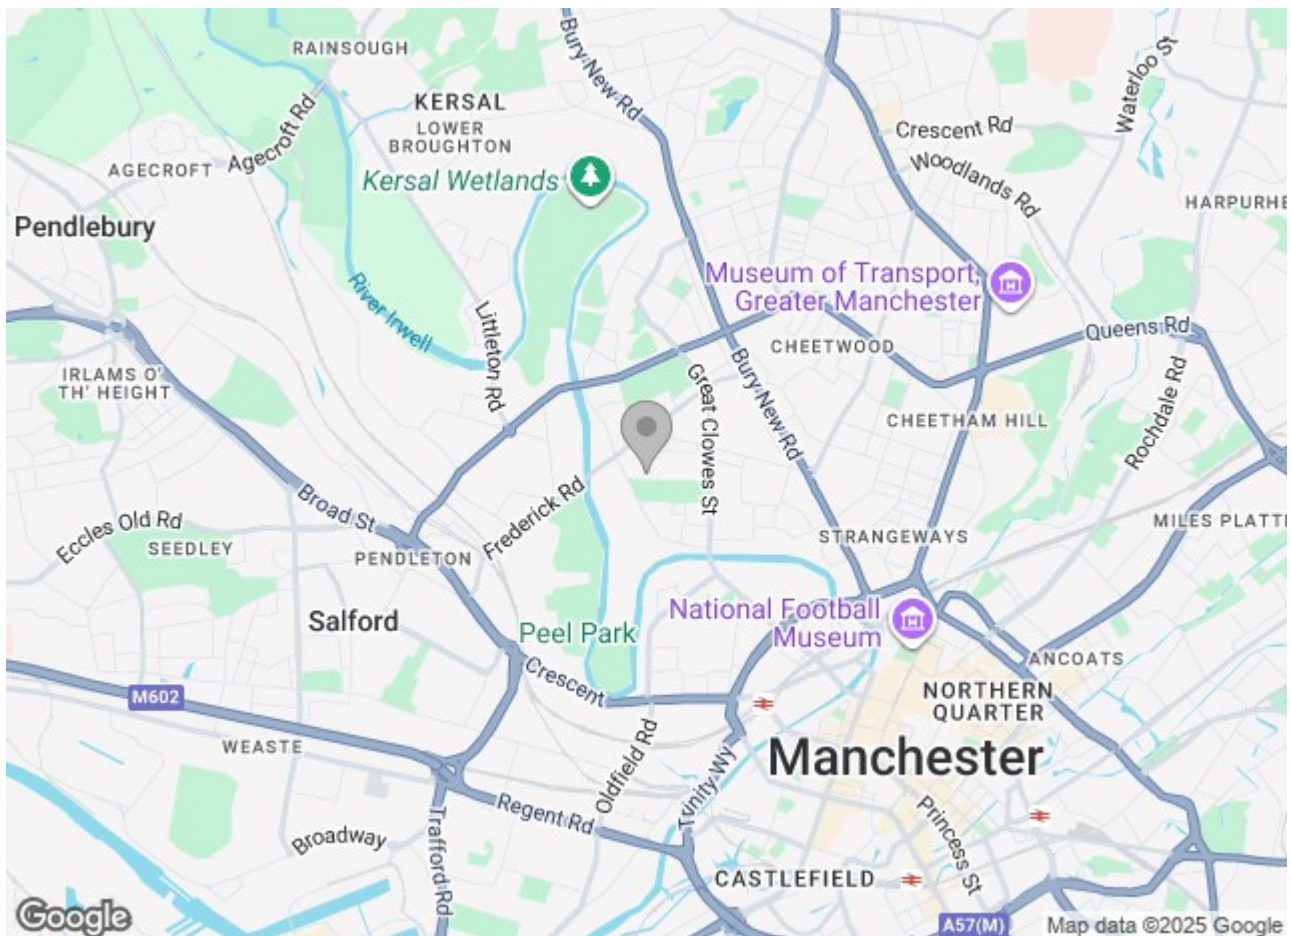 RAINSOUGH
Bury New Rd
KERSAL
LOWER
BROUGHTON
Agecroft Rd
AGECROFT
Kersal Wetlands
Waterloo St
Crescent Rd
Woodlands Rd
HARPURHE
Pendlebury
River Irwell
Littleton Rd
Museum of Transport,
Greater Manchester
CHEETWOOD
Queens Rd
IRLAMS O'
TH' HEIGHT
Great Clowes St
Bury New Rd
Rochdale Rd
CHEETHAM HILL
Broad St
Frederick Rd
Eccles Old Rd
SEEDLEY
PENDLETON
STRANGEWAYS
MILES PLATTI
Salford
Peel Park
National Football
Museum
Crescent
ANCOATS
M602
NORTHERN
QUARTER
WEASTE
Oldfield Rd
Trinity Wy
Manchester
Regent Rd
Broadway
Trafford Rd
Princess St
CASTLEFIELD
Google
A57(M)
Map data ©2025 Google